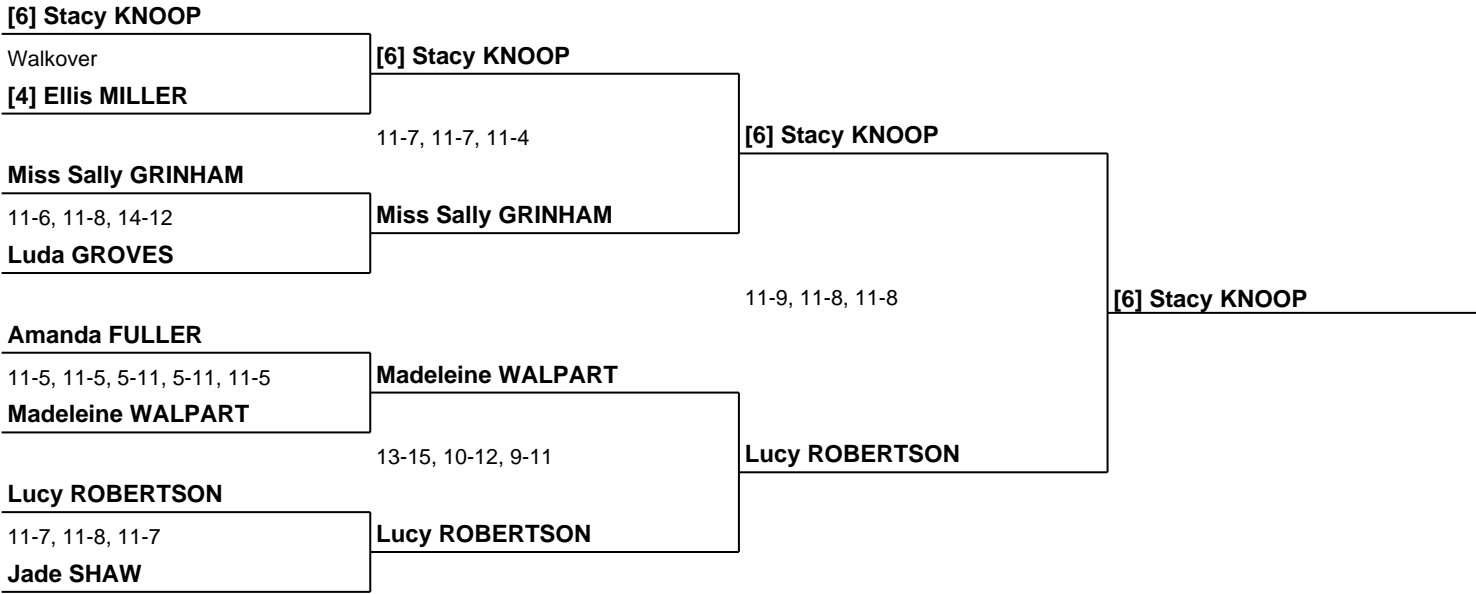 [6] Stacy KNOOP
Walkover
[4] Ellis MILLER
[6] Stacy KNOOP
11-7, 11-7, 11-4
[6] Stacy KNOOP
Miss Sally GRINHAM
11-6, 11-8, 14-12
Luda GROVES
Miss Sally GRINHAM
11-9, 11-8, 11-8
[6] Stacy KNOOP
Amanda FULLER
11-5, 11-5, 5-11, 5-11, 11-5
Madeleine WALPART
Madeleine WALPART
13-15, 10-12, 9-11
Lucy ROBERTSON
Lucy ROBERTSON
11-7, 11-8, 11-7
Jade SHAW
Lucy ROBERTSON